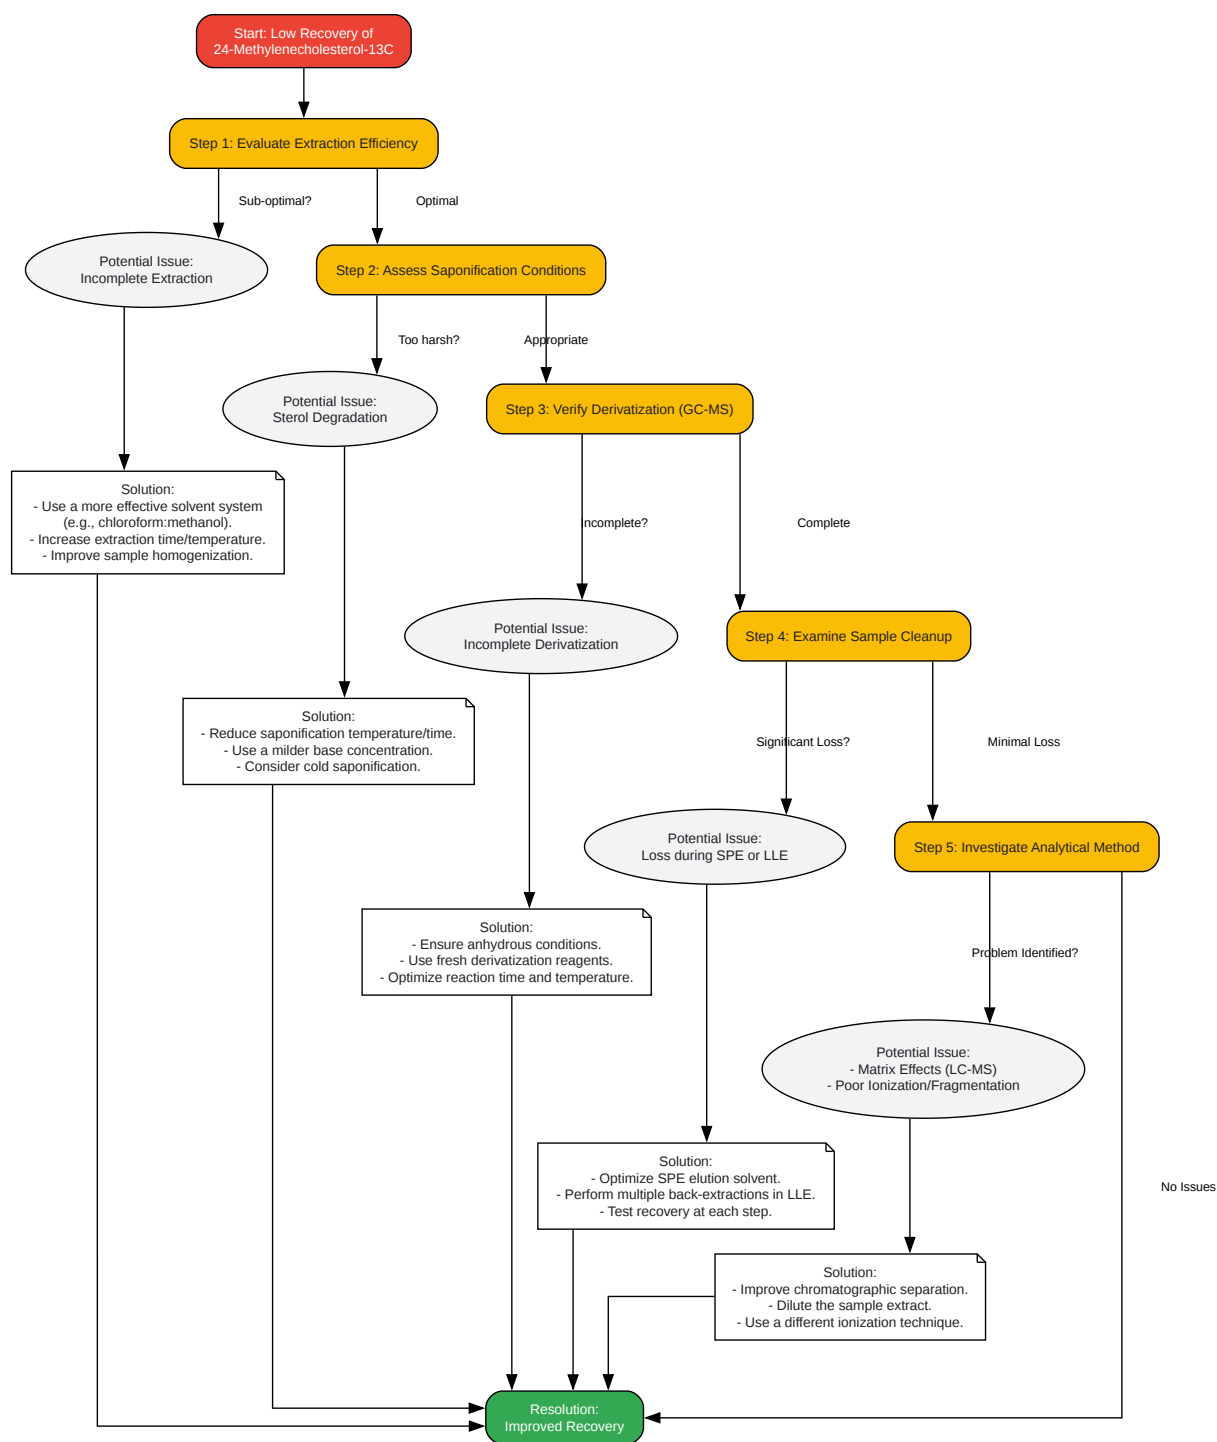 Start: Low Recovery of
24-Methylenecholesterol-13C
Step 1: Evaluate Extraction Efficiency
Sub-optimal?
Optimal
Potential Issue:
Incomplete Extraction
Step 2: Assess Saponification Conditions
Too harsh?
Appropriate
Potential Issue:
Sterol Degradation
Step 3: Verify Derivatization (GC-MS)
Solution:
- Use a more effective solvent system
(e.g., chloroform:methanol).
- Increase extraction time/temperature.
- Improve sample homogenization.
Incomplete?
Complete
Potential Issue:
Incomplete Derivatization
Step 4: Examine Sample Cleanup
Solution:
- Reduce saponification temperature/time.
- Use a milder base concentration.
- Consider cold saponification.
Significant Loss?
Minimal Loss
Potential Issue:
Loss during SPE or LLE
Step 5: Investigate Analytical Method
Solution:
- Ensure anhydrous conditions.
- Use fresh derivatization reagents.
- Optimize reaction time and temperature.
Problem Identified?
Potential Issue:
- Matrix Effects (LC-MS)
- Poor Ionization/Fragmentation
Solution:
- Optimize SPE elution solvent.
- Perform multiple back-extractions in LLE.
- Test recovery at each step.
No Issues
Solution:
- Improve chromatographic separation.
- Dilute the sample extract.
- Use a different ionization technique.
Resolution:
Improved Recovery